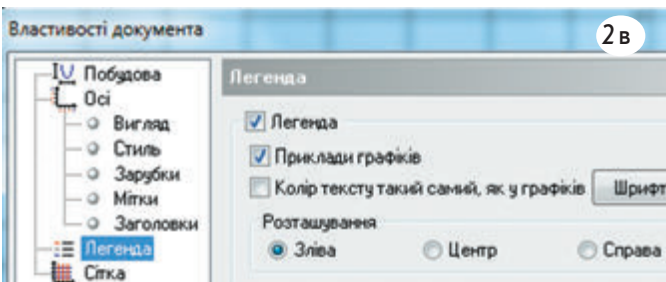 Властивості документа
2в
Побудова
Осі
Вигляд
Стиль
Зарубки
Мітки
Заголовки
Легенда
Сітка
Легенда
Легенда
Приклади графіків
Колір тексту такий самий, як у графіків Шрифт
Розташування
Зліва Центр Справа